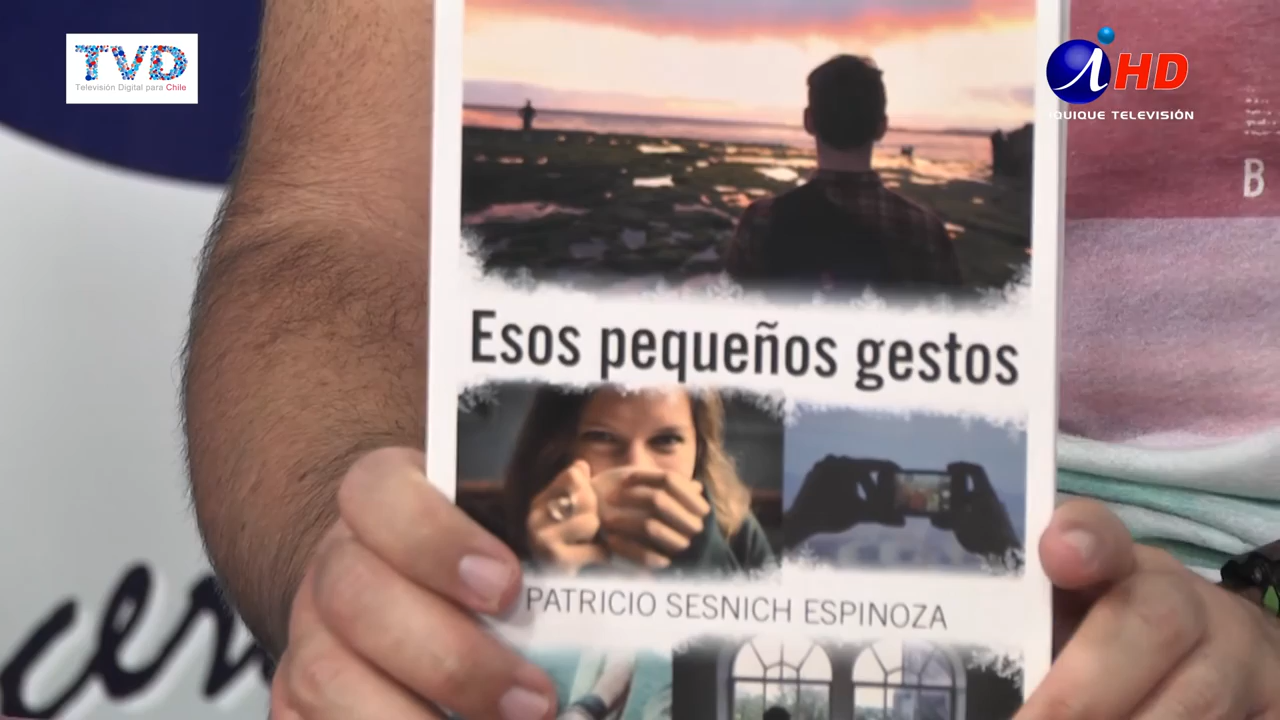 TVD
Televisión Digital para Chile
HD
IQUIQUE TELEVISIÓN
B
Esos pequeños gestos
PATRICIO SESNICH ESPINOZA